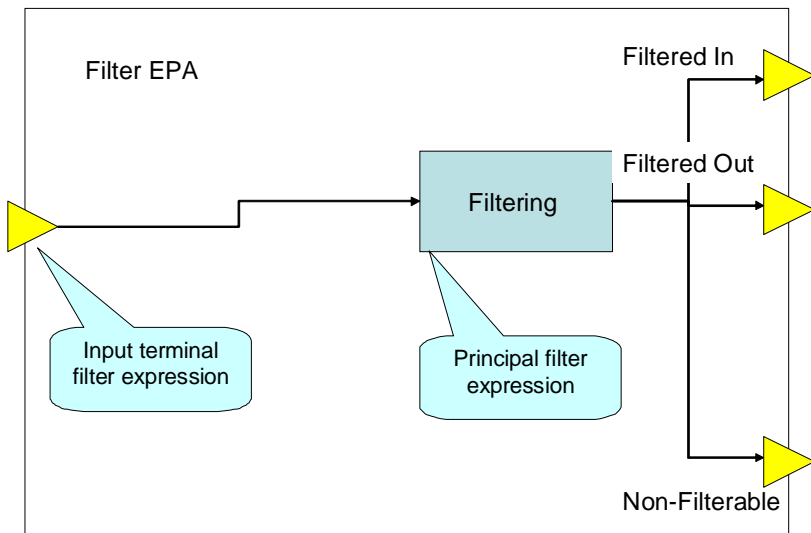 Filter EPA
Filtered In
Filtered Out
Filtering
Input terminal
filter expression
Principal filter
expression
Non-Filterable